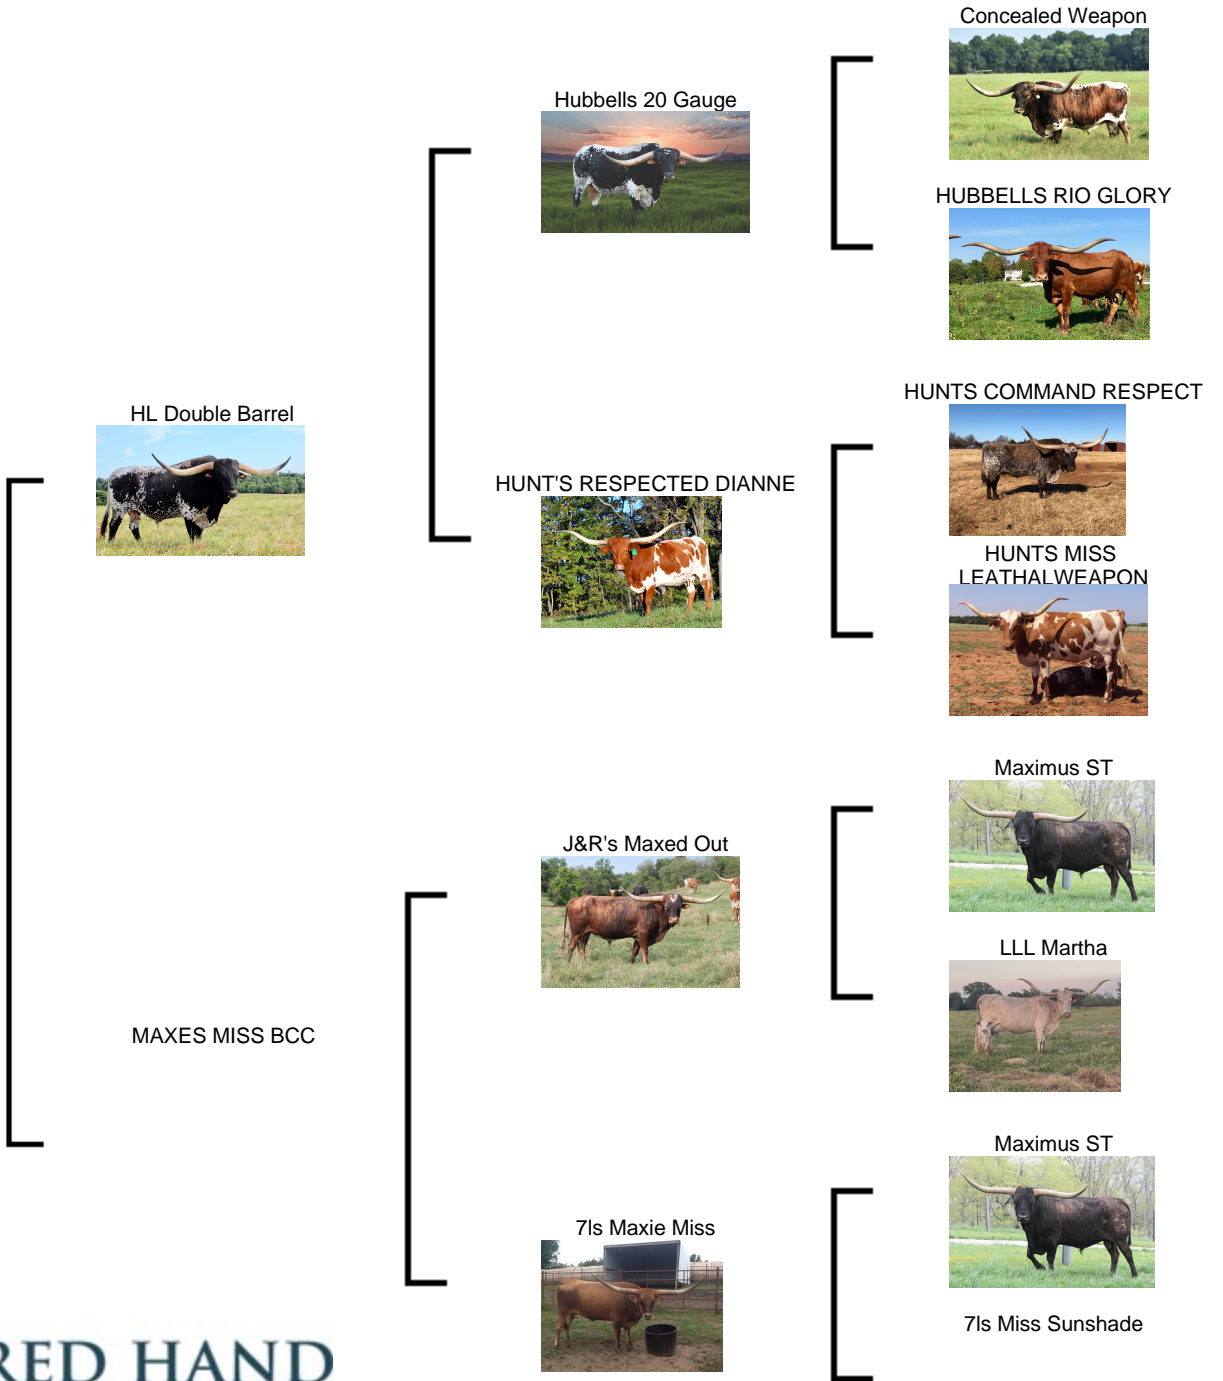 Concealed Weapon
Hubbells 20 Gauge
HUBBELLS RIO GLORY
HUNTS COMMAND RESPECT
HL Double Barrel
HUNT'S RESPECTED DIANNE
HUNTS MISS
LEATHALWEAPON
Maximus ST
J&R's Maxed Out
LLL Martha
MAXES MISS BCC
Maximus ST
7ls Maxie Miss
7ls Miss Sunshade
RED HAND